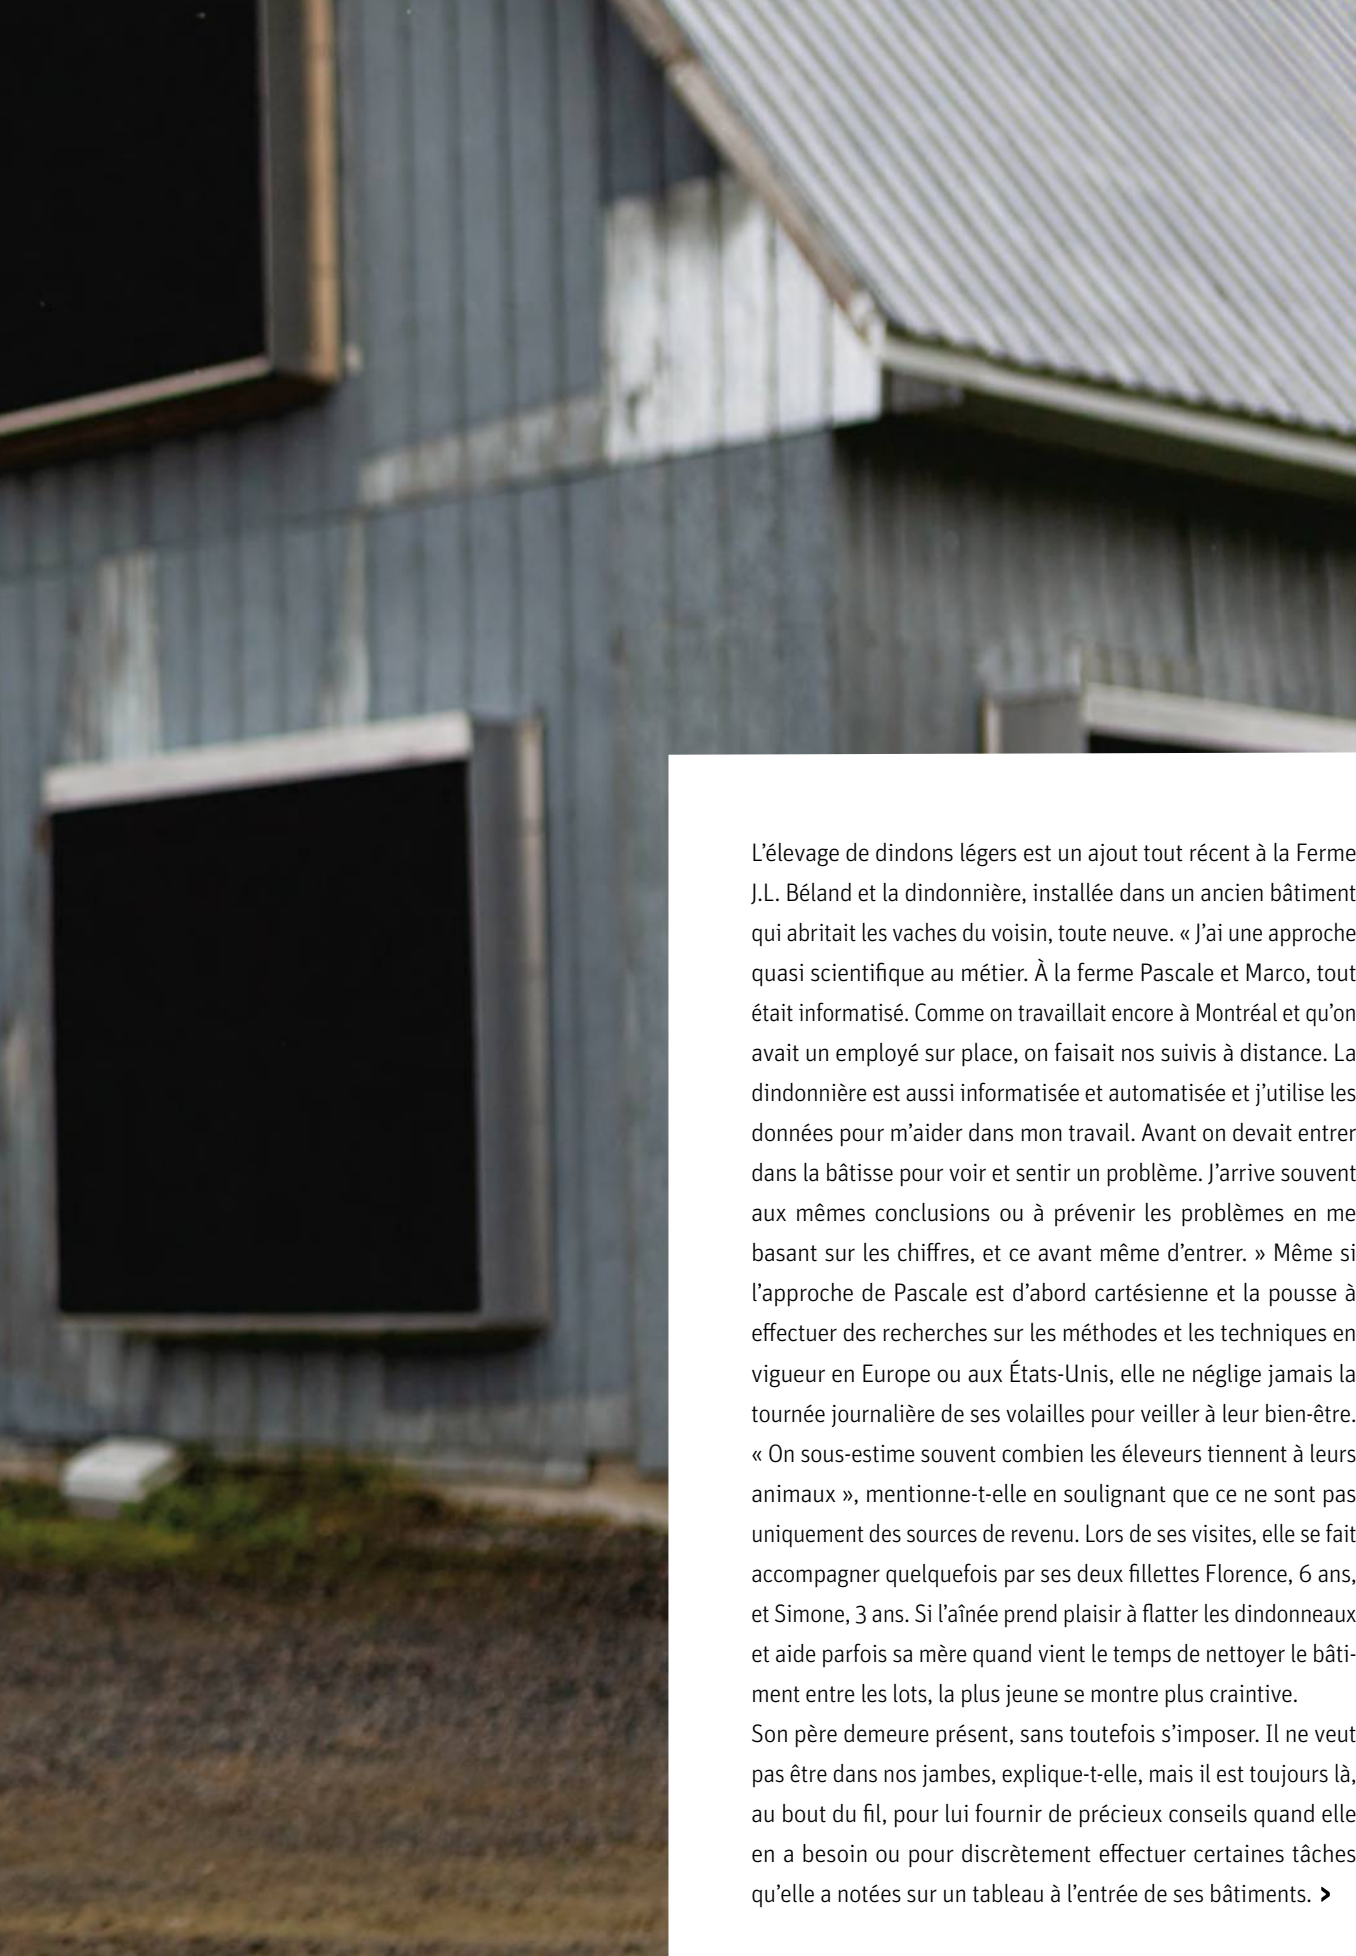 L’élevage de dindons légers est un ajout tout récent à la Ferme
J.L. Béland et la dindonnière, installée dans un ancien bâtiment
qui abritait les vaches du voisin, toute neuve. « J’ai une approche
quasi scientifique au métier. À la ferme Pascale et Marco, tout
était informatisé. Comme on travaillait encore à Montréal et qu’on
avait un employé sur place, on faisait nos suivis à distance. La
dindonnière est aussi informatisée et automatisée et j’utilise les
données pour m’aider dans mon travail. Avant on devait entrer
dans la bâtisse pour voir et sentir un problème. J’arrive souvent
aux mêmes conclusions ou à prévenir les problèmes en me
basant sur les chiffres, et ce avant même d’entrer. » Même si
l’approche de Pascale est d’abord cartésienne et la pousse à
effectuer des recherches sur les méthodes et les techniques en
vigueur en Europe ou aux États-Unis, elle ne néglige jamais la
tournée journalière de ses volailles pour veiller à leur bien-être.
« On sous-estime souvent combien les éleveurs tiennent à leurs
animaux », mentionne-t-elle en soulignant que ce ne sont pas
uniquement des sources de revenu. Lors de ses visites, elle se fait
accompagner quelquefois par ses deux fillettes Florence, 6 ans,
et Simone, 3 ans. Si l’aînée prend plaisir à flatter les dindonneaux
et aide parfois sa mère quand vient le temps de nettoyer le bâti-
ment entre les lots, la plus jeune se montre plus craintive.
Son père demeure présent, sans toutefois s’imposer. Il ne veut
pas être dans nos jambes, explique-t-elle, mais il est toujours là,
au bout du fil, pour lui fournir de précieux conseils quand elle
en a besoin ou pour discrètement effectuer certaines tâches
qu’elle a notées sur un tableau à l’entrée de ses bâtiments. >